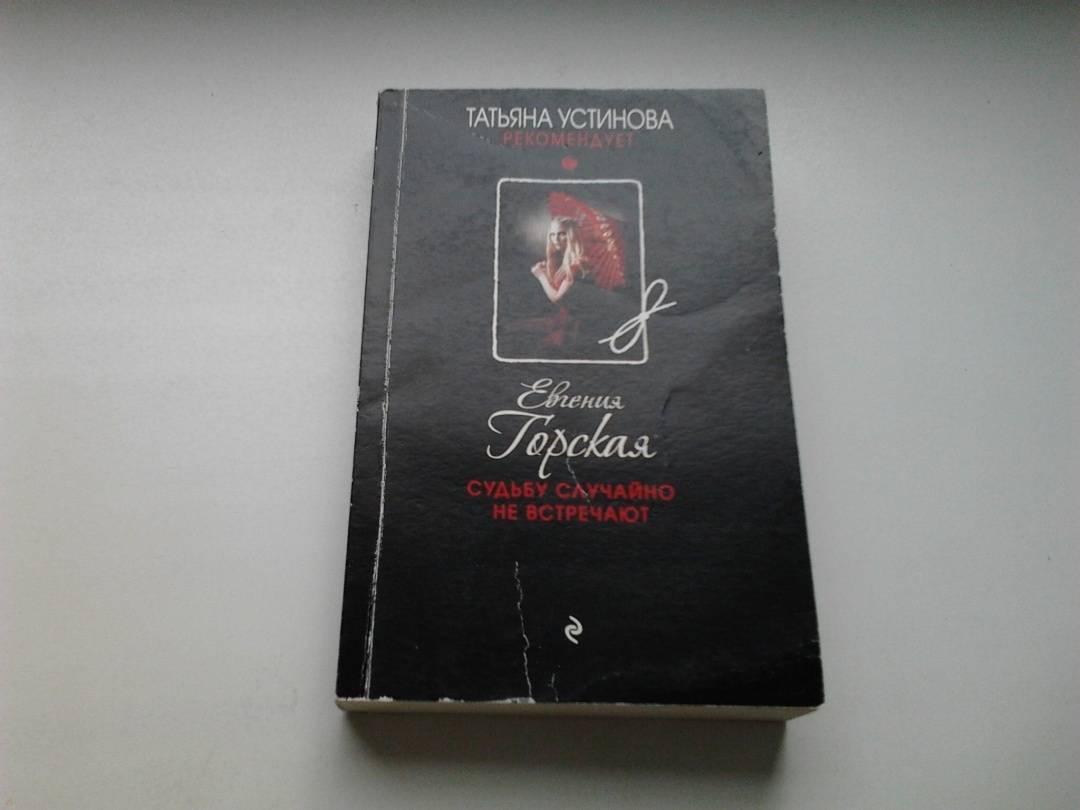 ТАТЬЯНА УСТИНОВА
РЕКОМЕНДУЕТ
Евгения
Горская
СУДЬБУ СЛУЧАЙНО
НЕ ВСТРЕЧАЮТ